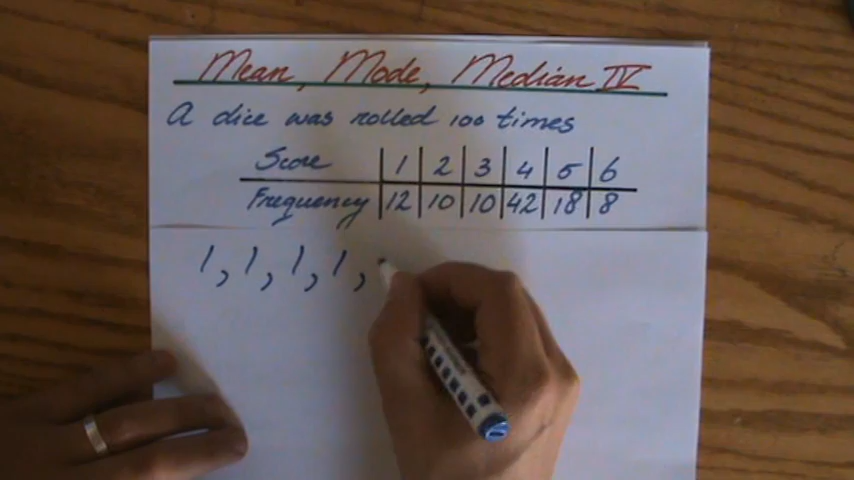 Mean, Mode, Median IV
A dice was rolled 100 times
Score 1 2 3 4 5 6
Frequency 12 10 10 42 18 8
1, 1, 1, 1,